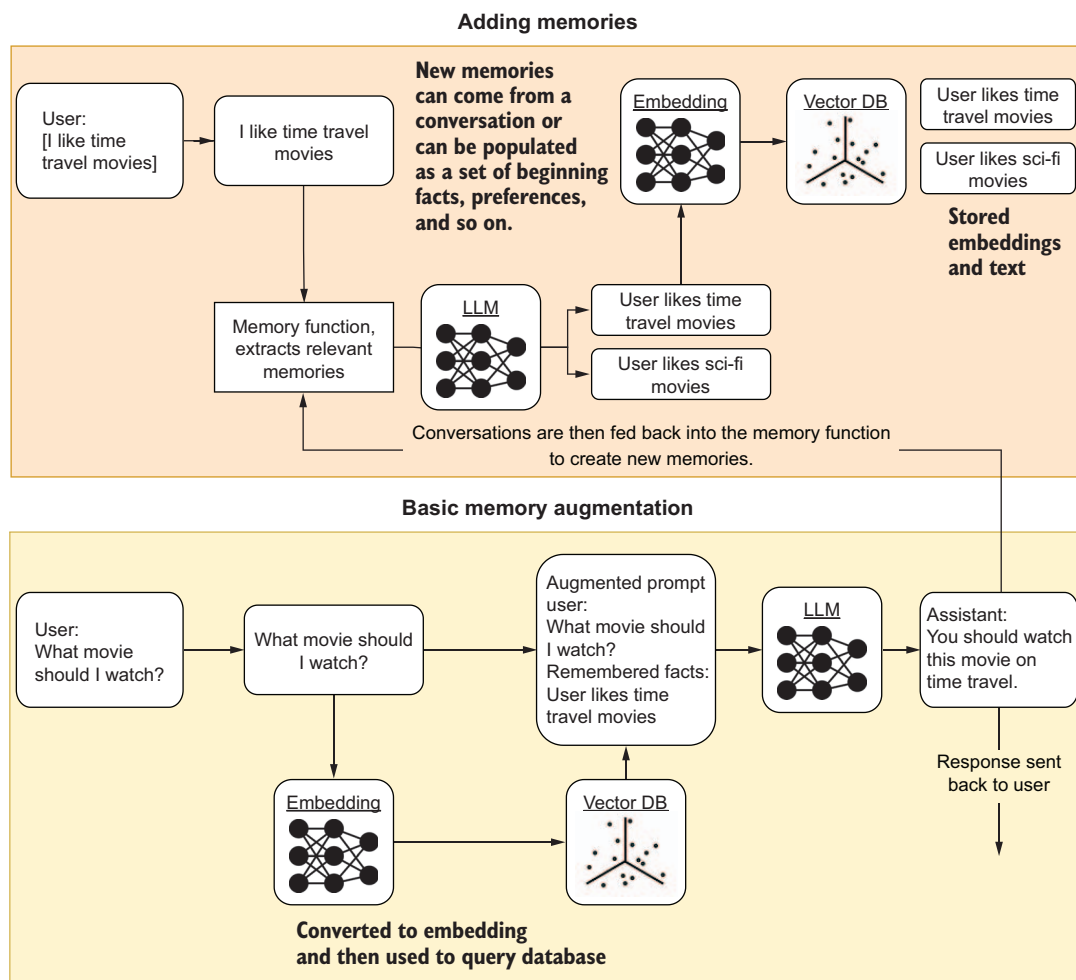 Adding memories
User:
[I like time
travel movies]
I like time travel
movies
New memories
can come from a
conversation or
can be populated
as a set of beginning
facts, preferences,
and so on.
Embedding
Vector DB
User likes time
travel movies
User likes sci-fi
movies
Stored
embeddings
and text
Memory function,
extracts relevant
memories
LLM
User likes time
travel movies
User likes sci-fi
movies
Conversations are then fed back into the memory function
to create new memories.
Basic memory augmentation
User:
What movie
should I watch?
What movie should
I watch?
Augmented prompt
user:
What movie should
I watch?
Remembered facts:
User likes time
travel movies
LLM
Assistant:
You should watch
this movie on
time travel.
Response sent
back to user
Embedding
Vector DB
Converted to embedding
and then used to query database